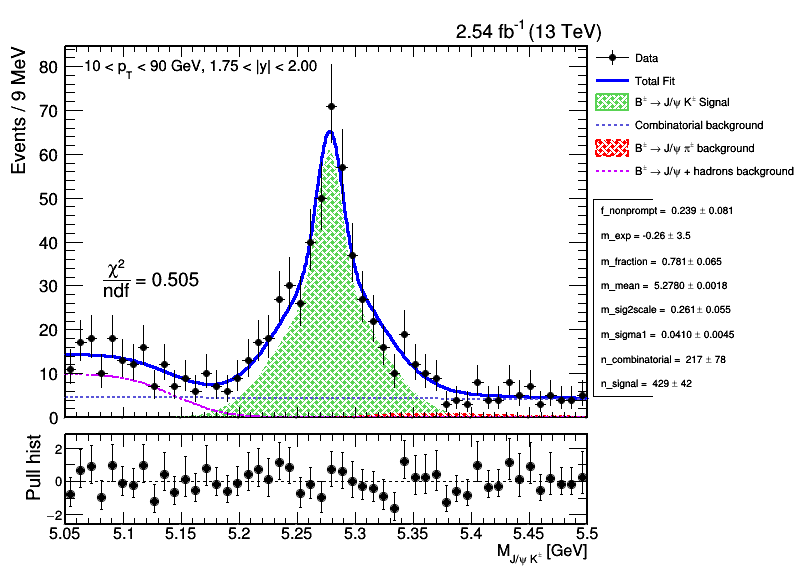 2.54 fb⁻¹ (13 TeV)
Events / 9 MeV
10 < p_T < 90 GeV, 1.75 < |y| < 2.00
80
70
60
50
40
30
20
10
0
χ²/ndf = 0.505
Data
Total Fit
B± → J/ψ K± Signal
Combinatorial background
B± → J/ψ π± background
B± → J/ψ + hadrons background
f_nonprompt = 0.239 ± 0.081
m_exp = -0.26 ± 3.5
m_fraction = 0.781 ± 0.065
m_mean = 5.2780 ± 0.0018
m_sig2scale = 0.261 ± 0.055
m_sigma1 = 0.0410 ± 0.0045
n_combinatorial = 217 ± 78
n_signal = 429 ± 42
Pull hist
2
0
−2
5.05 5.1 5.15 5.2 5.25 5.3 5.35 5.4 5.45 5.5
M_J/ψ K± [GeV]